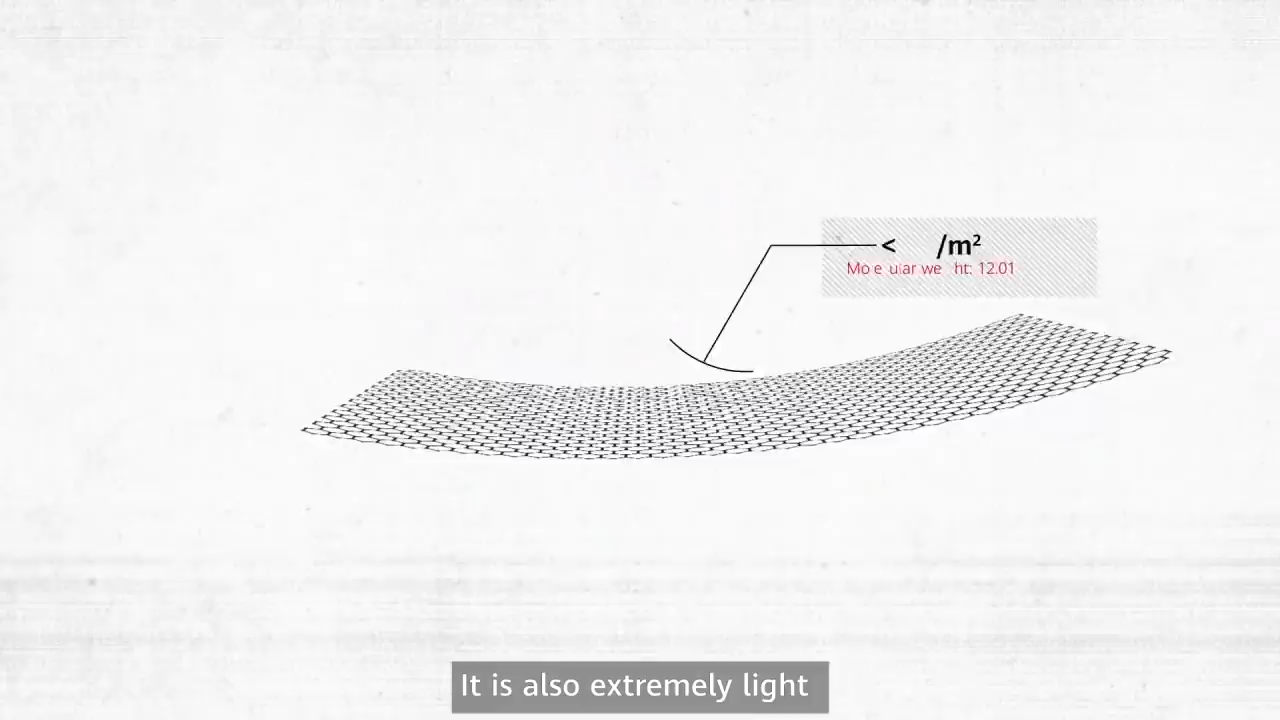 < /m²
Mo e ular we ht: 12.01
It is also extremely light